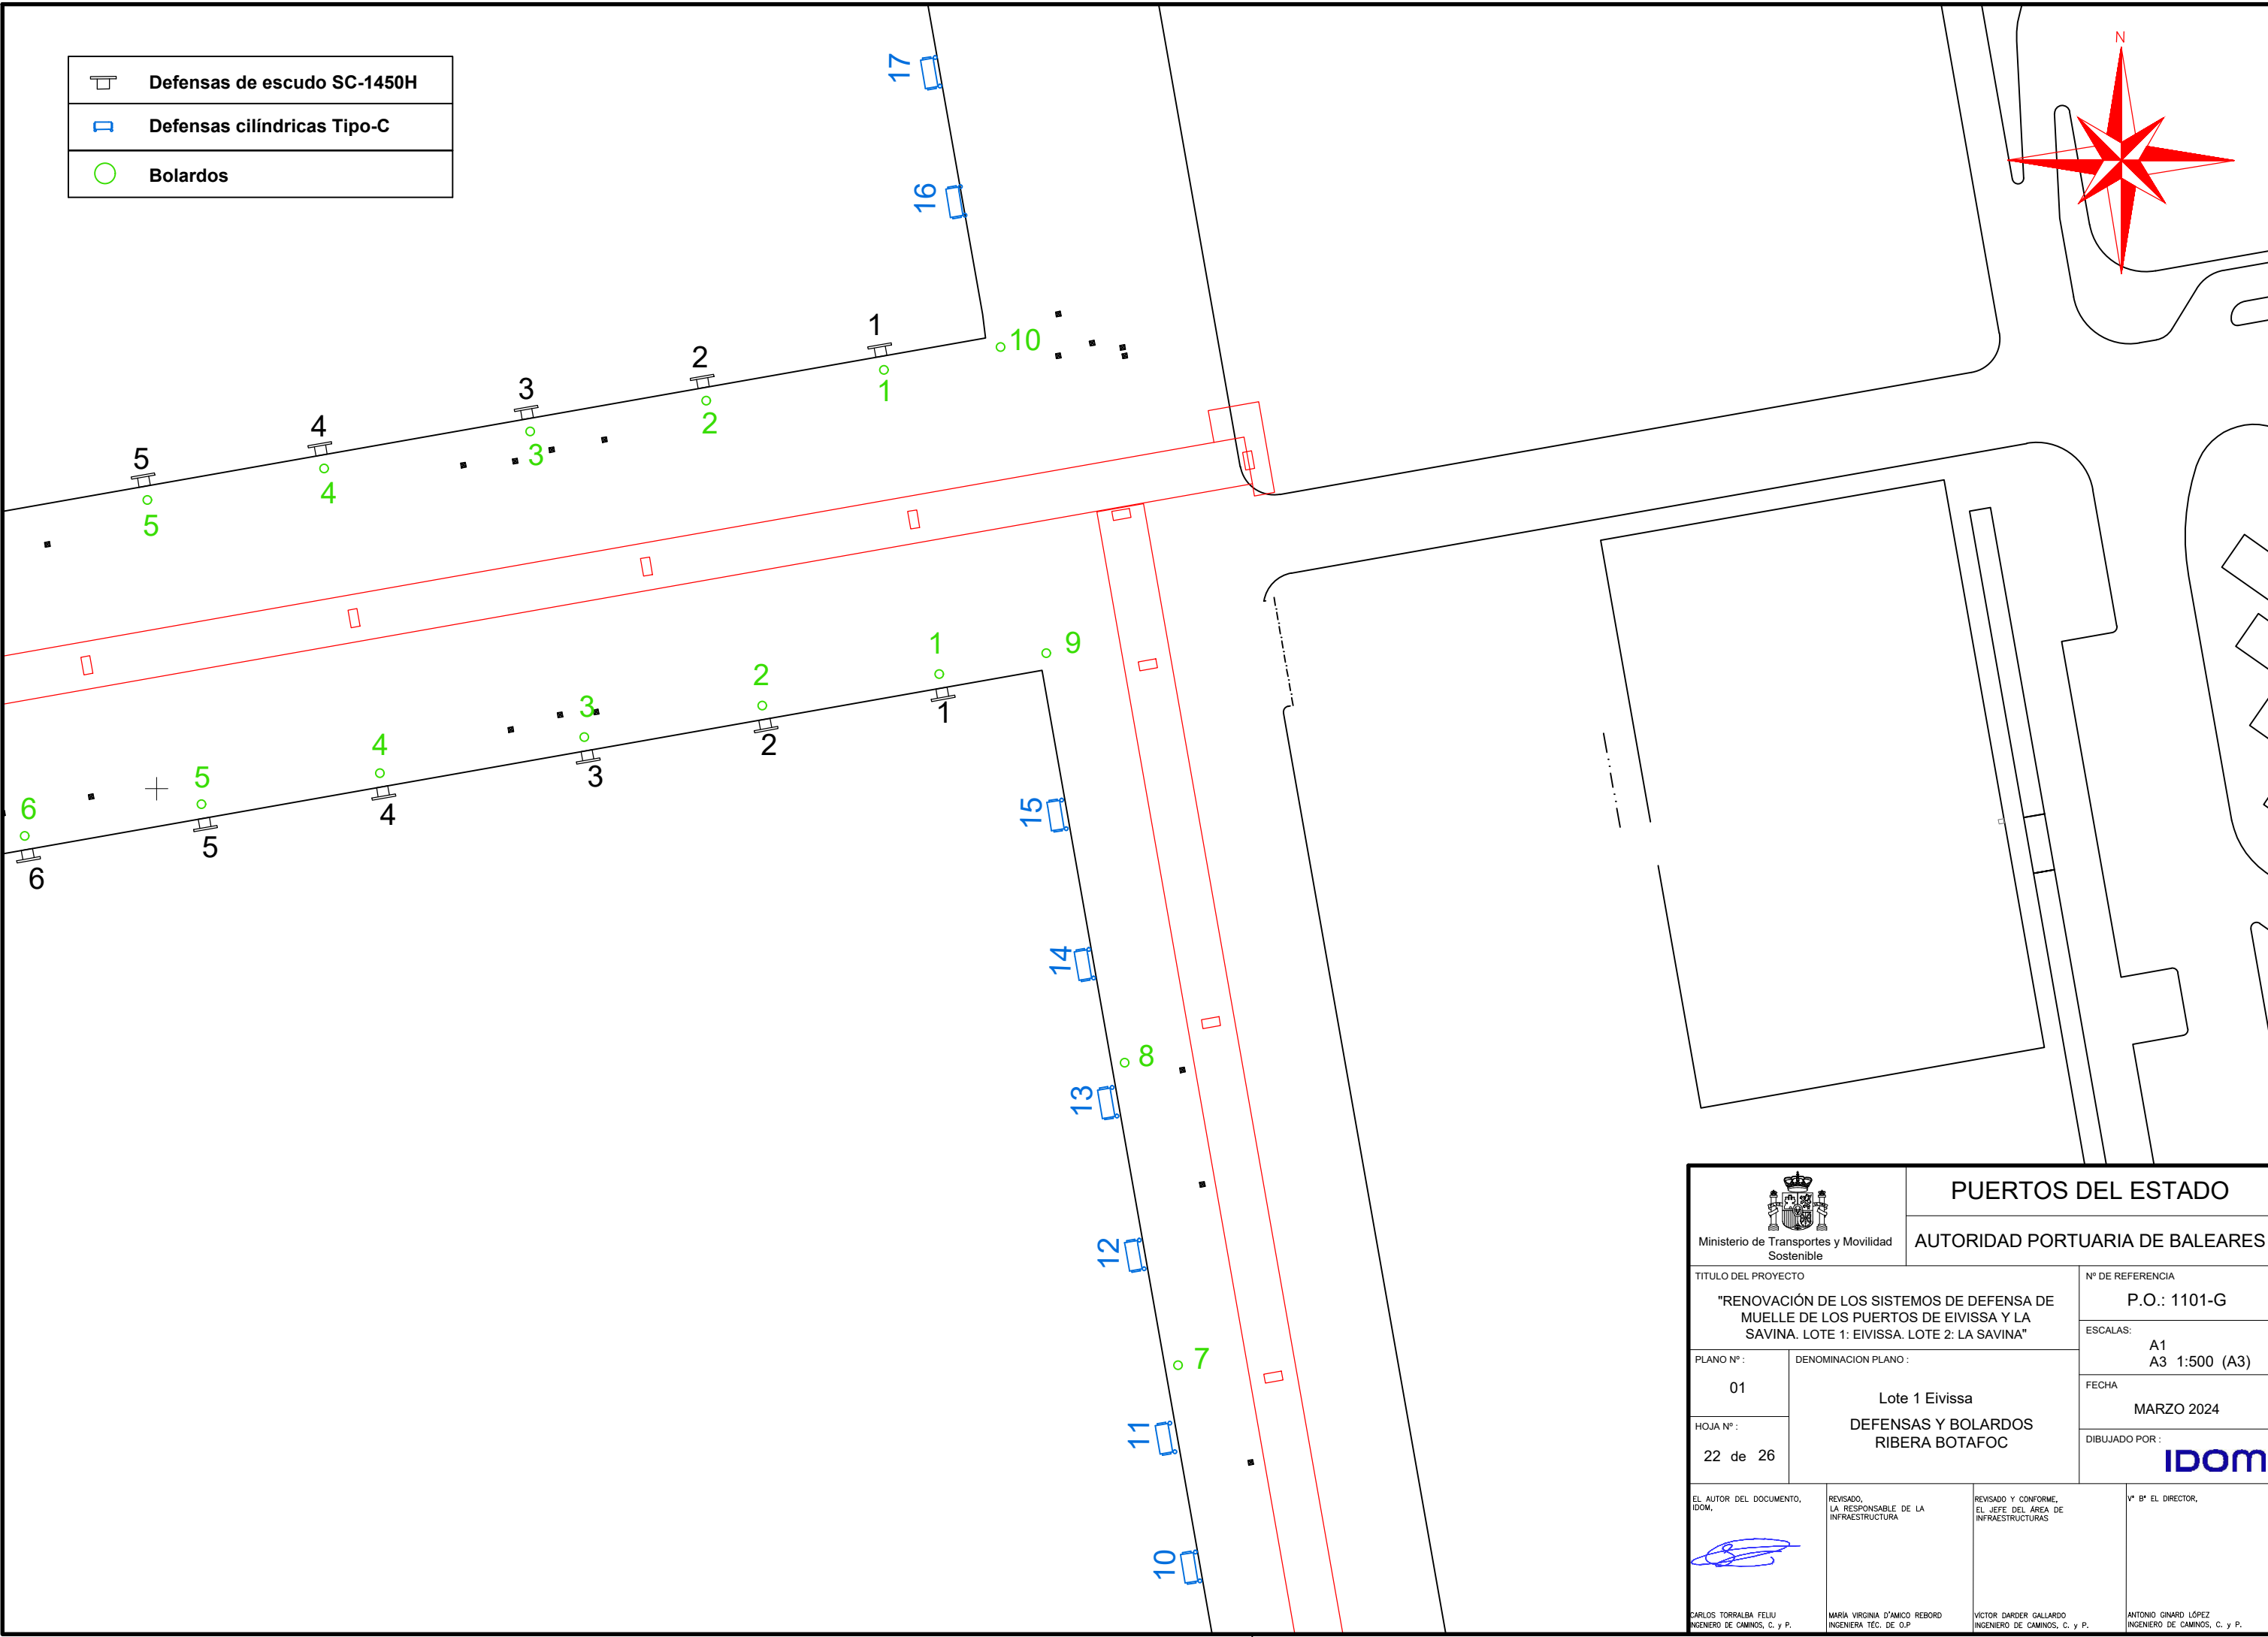 Defensas de escudo SC-1450H
Defensas cilíndricas Tipo-C
Bolardos
N
17
16
1
10
2
1
3
2
4
3
5
4
5
9
1
2
1
3
2
4
3
5
4
6
5
6
15
14
8
13
12
7
11
10
Ministerio de Transportes y Movilidad
Sostenible
PUERTOS DEL ESTADO
AUTORIDAD PORTUARIA DE BALEARES
TITULO DEL PROYECTO
"RENOVACIÓN DE LOS SISTEMOS DE DEFENSA DE
MUELLE DE LOS PUERTOS DE EIVISSA Y LA
SAVINA. LOTE 1: EIVISSA. LOTE 2: LA SAVINA"
Nº DE REFERENCIA
P.O.: 1101-G
ESCALAS:
A1
A3 1:500 (A3)
PLANO Nº :
01
DENOMINACION PLANO :
Lote 1 Eivissa
DEFENSAS Y BOLARDOS
RIBERA BOTAFOC
FECHA
MARZO 2024
HOJA Nº :
22 de 26
DIBUJADO POR :
IDOM
EL AUTOR DEL DOCUMENTO,
IDOM,
REVISADO,
LA RESPONSABLE DE LA
INFRAESTRUCTURA
REVISADO Y CONFORME,
EL JEFE DEL ÁREA DE
INFRAESTRUCTURAS
Vº Bº EL DIRECTOR,
CARLOS TORRALBA FELIU
INGENIERO DE CAMINOS, C. y P.
MARÍA VIRGINIA D'AMICO REBORD
INGENIERA TÉC. DE O.P
VÍCTOR DARDER GALLARDO
INGENIERO DE CAMINOS, C. y P.
ANTONIO GINARD LÓPEZ
INGENIERO DE CAMINOS, C. y P.